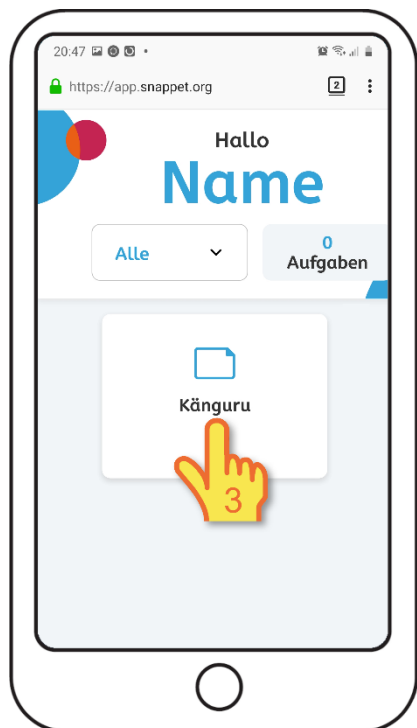 20:47
https://app.snappet.org
2
Hallo
Name
Alle
0
Aufgaben
Känguru
3